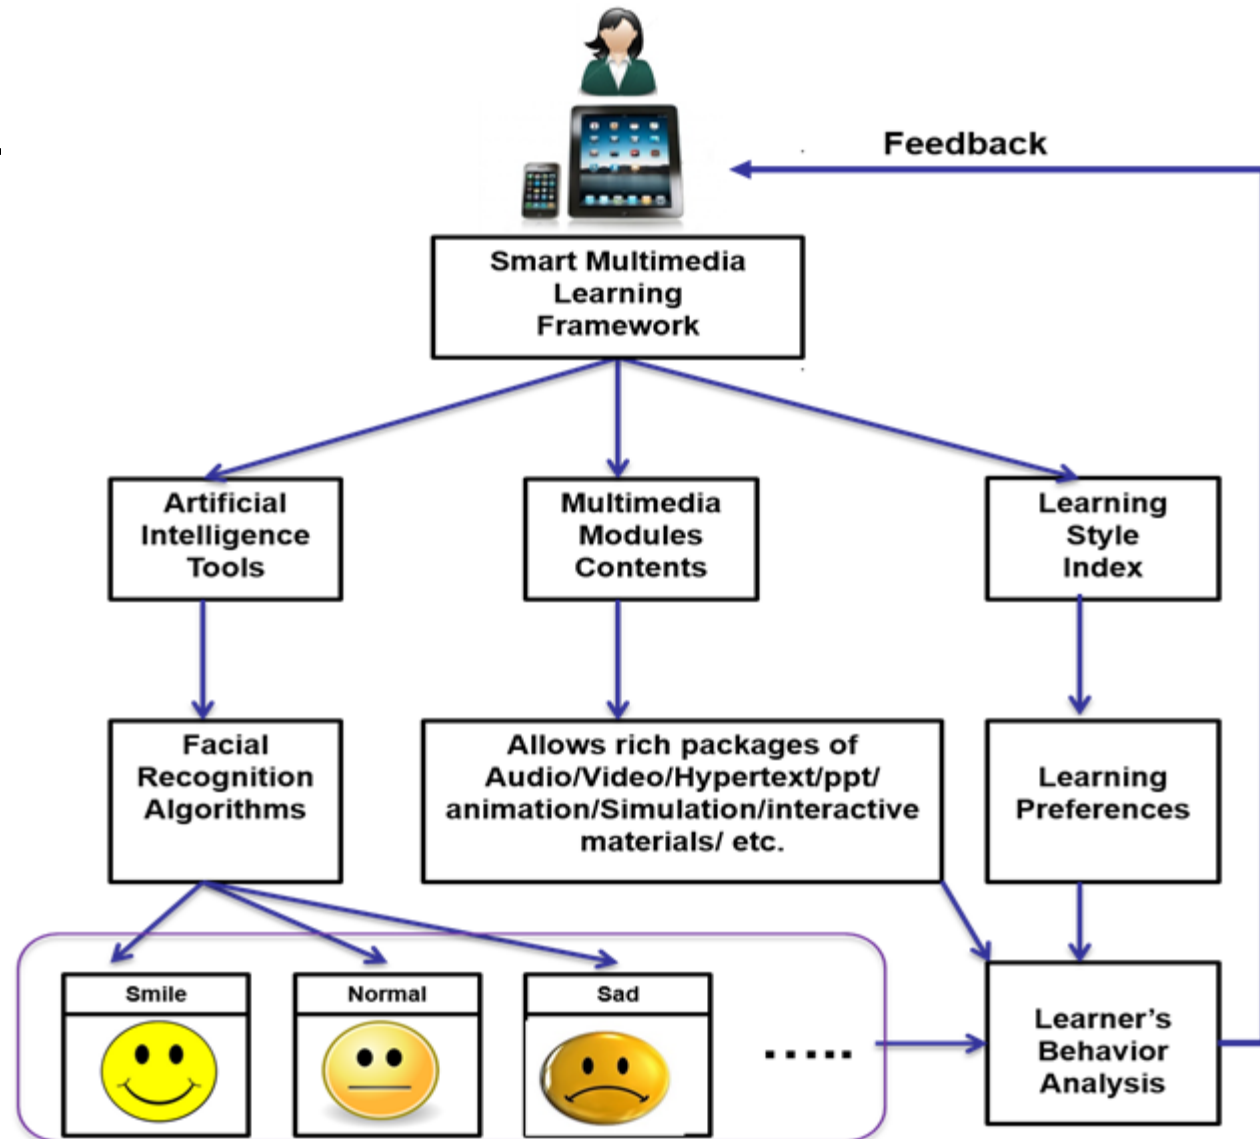 Feedback
Smart Multimedia
Learning
Framework
Artificial
Intelligence
Tools
Multimedia
Modules
Contents
Learning
Style
Index
Facial
Recognition
Algorithms
Allows rich packages of
Audio/Video/Hypertext/ppt/
animation/Simulation/interactive
materials/ etc.
Learning
Preferences
Smile
Normal
Sad
.....
Learner’s
Behavior
Analysis